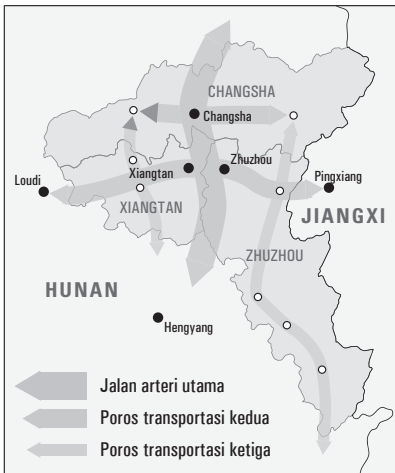 CHANGSHA
Changsha
Xiangtan
Zhuzhou
Loudi
Pingxiang
XIANGTAN
JIANGXI
ZHUZHOU
HUNAN
Hengyang
Jalan arteri utama
Poros transportasi kedua
Poros transportasi ketiga